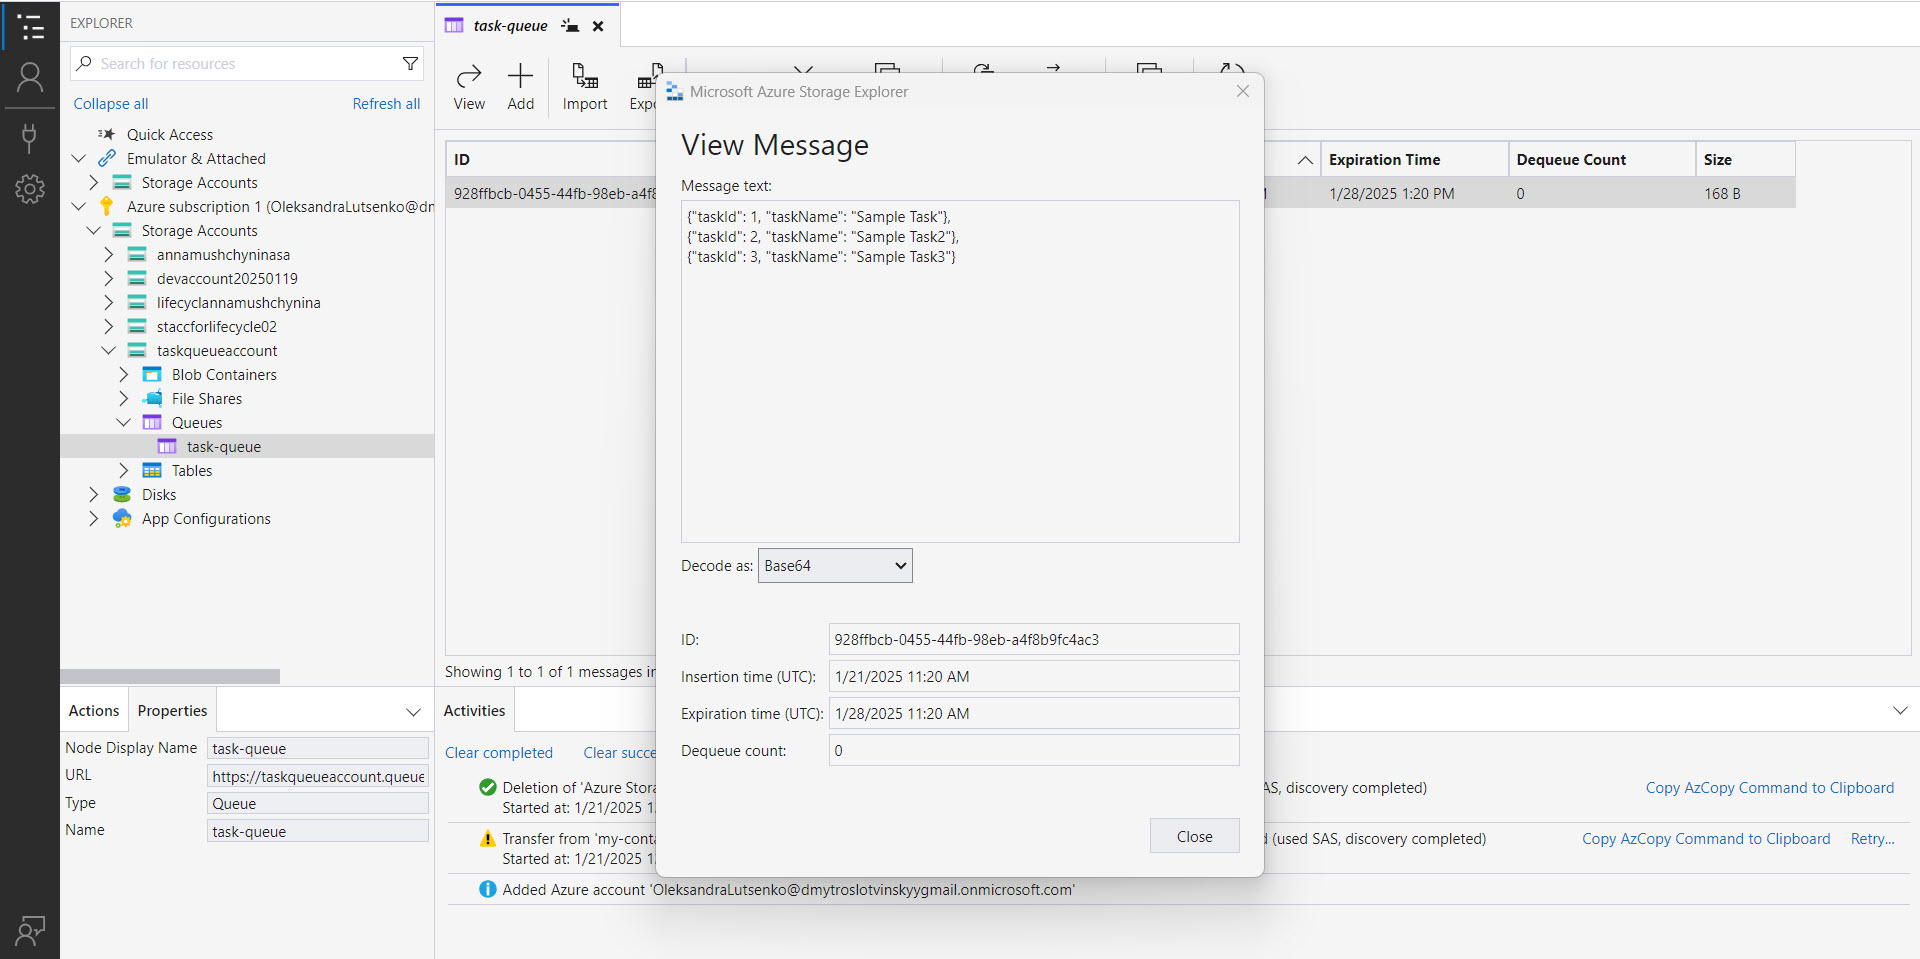 EXPLORER
Search for resources
Collapse all Refresh all
Quick Access
Emulator & Attached
Storage Accounts
Azure subscription 1 (OleksandraLutsenko@dm
Storage Accounts
annamushchyninasa
devaccount20250119
lifecyclannamushchynina
staccforlifecycle02
taskqueueaccount
Blob Containers
File Shares
Queues
task-queue
Tables
Disks
App Configurations
Actions Properties
Node Display Name task-queue
URL https://taskqueueaccount.queue
Type Queue
Name task-queue
task-queue
View Add Import Expo
ID Expiration Time Dequeue Count Size
928ffbcb-0455-44fb-98eb-a4f8 1/28/2025 1:20 PM 0 168 B
Showing 1 to 1 of 1 messages in
Microsoft Azure Storage Explorer
View Message
Message text:
{"taskId": 1, "taskName": "Sample Task"},
{"taskId": 2, "taskName": "Sample Task2"},
{"taskId": 3, "taskName": "Sample Task3"}
Decode as: Base64
ID: 928ffbcb-0455-44fb-98eb-a4f8b9fc4ac3
Insertion time (UTC): 1/21/2025 11:20 AM
Expiration time (UTC): 1/28/2025 11:20 AM
Dequeue count: 0
Close
Activities
Clear completed Clear succe
Deletion of 'Azure Stora AS, discovery completed) Copy AzCopy Command to Clipboard
Started at: 1/21/2025 1
Transfer from 'my-conta d (used SAS, discovery completed) Copy AzCopy Command to Clipboard Retry...
Started at: 1/21/2025 1
Added Azure account 'OleksandraLutsenko@dmytroslotvinskyygmail.onmicrosoft.com'